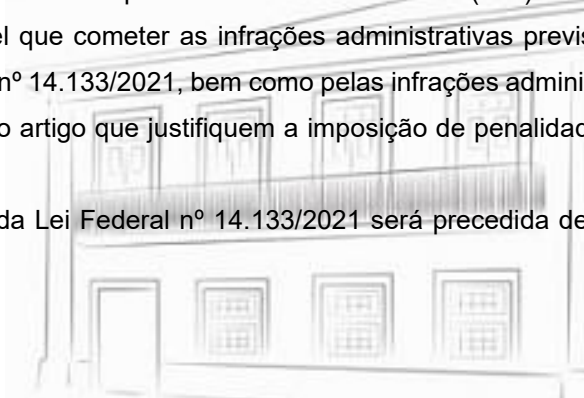 el que cometer as infrações administrativas previs
nº 14.133/2021, bem como pelas infrações admini
o artigo que justifiquem a imposição de penalidad
da Lei Federal nº 14.133/2021 será precedida de